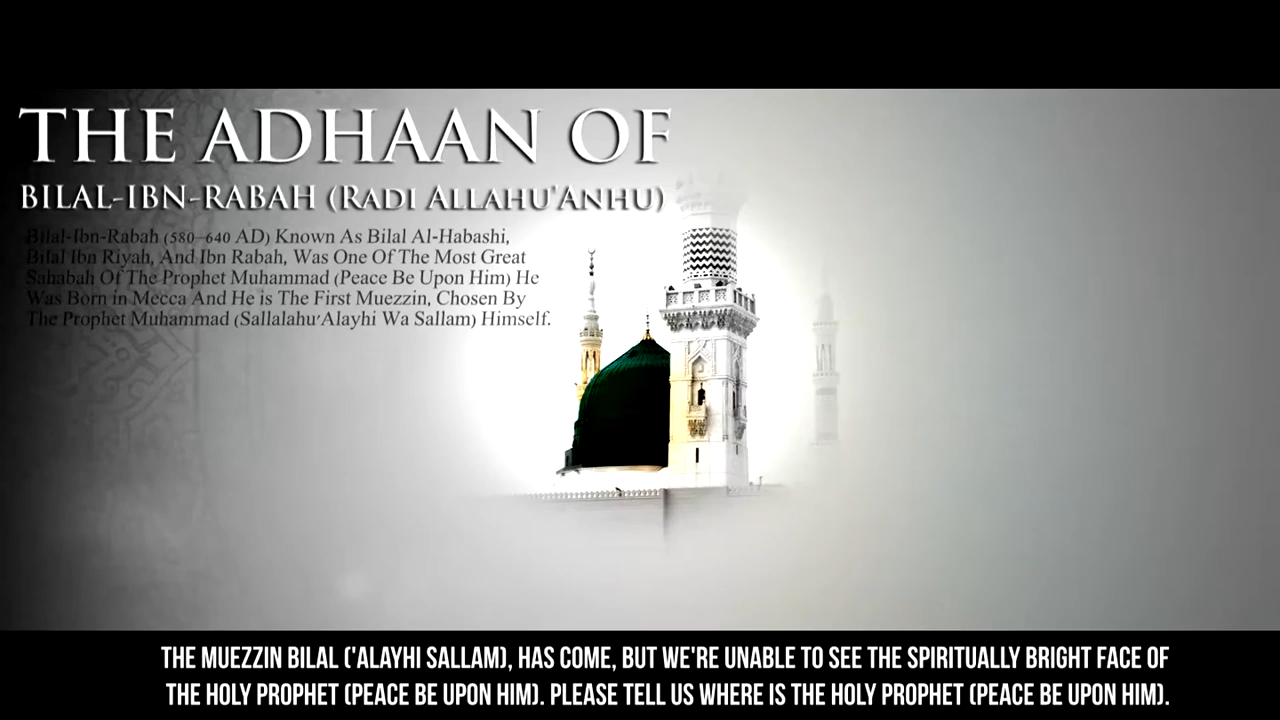 THE ADHAAN OF
BILAL-IBN-RABAH (RADI ALLAHU'ANHU)
Bilal-Ibn-Rabah (580–640 AD) Known As Bilal Al-Habashi,
Bilal Ibn Riyah, And Ibn Rabah, Was One Of The Most Great
Sahabah Of The Prophet Muhammad (Peace Be Upon Him) He
Was Born in Mecca And He is The First Muezzin, Chosen By
The Prophet Muhammad (Sallalahu'Alayhi Wa Sallam) Himself.
THE MUEZZIN BILAL ('ALAYHI SALLAM), HAS COME, BUT WE'RE UNABLE TO SEE THE SPIRITUALLY BRIGHT FACE OF
THE HOLY PROPHET (PEACE BE UPON HIM). PLEASE TELL US WHERE IS THE HOLY PROPHET (PEACE BE UPON HIM).